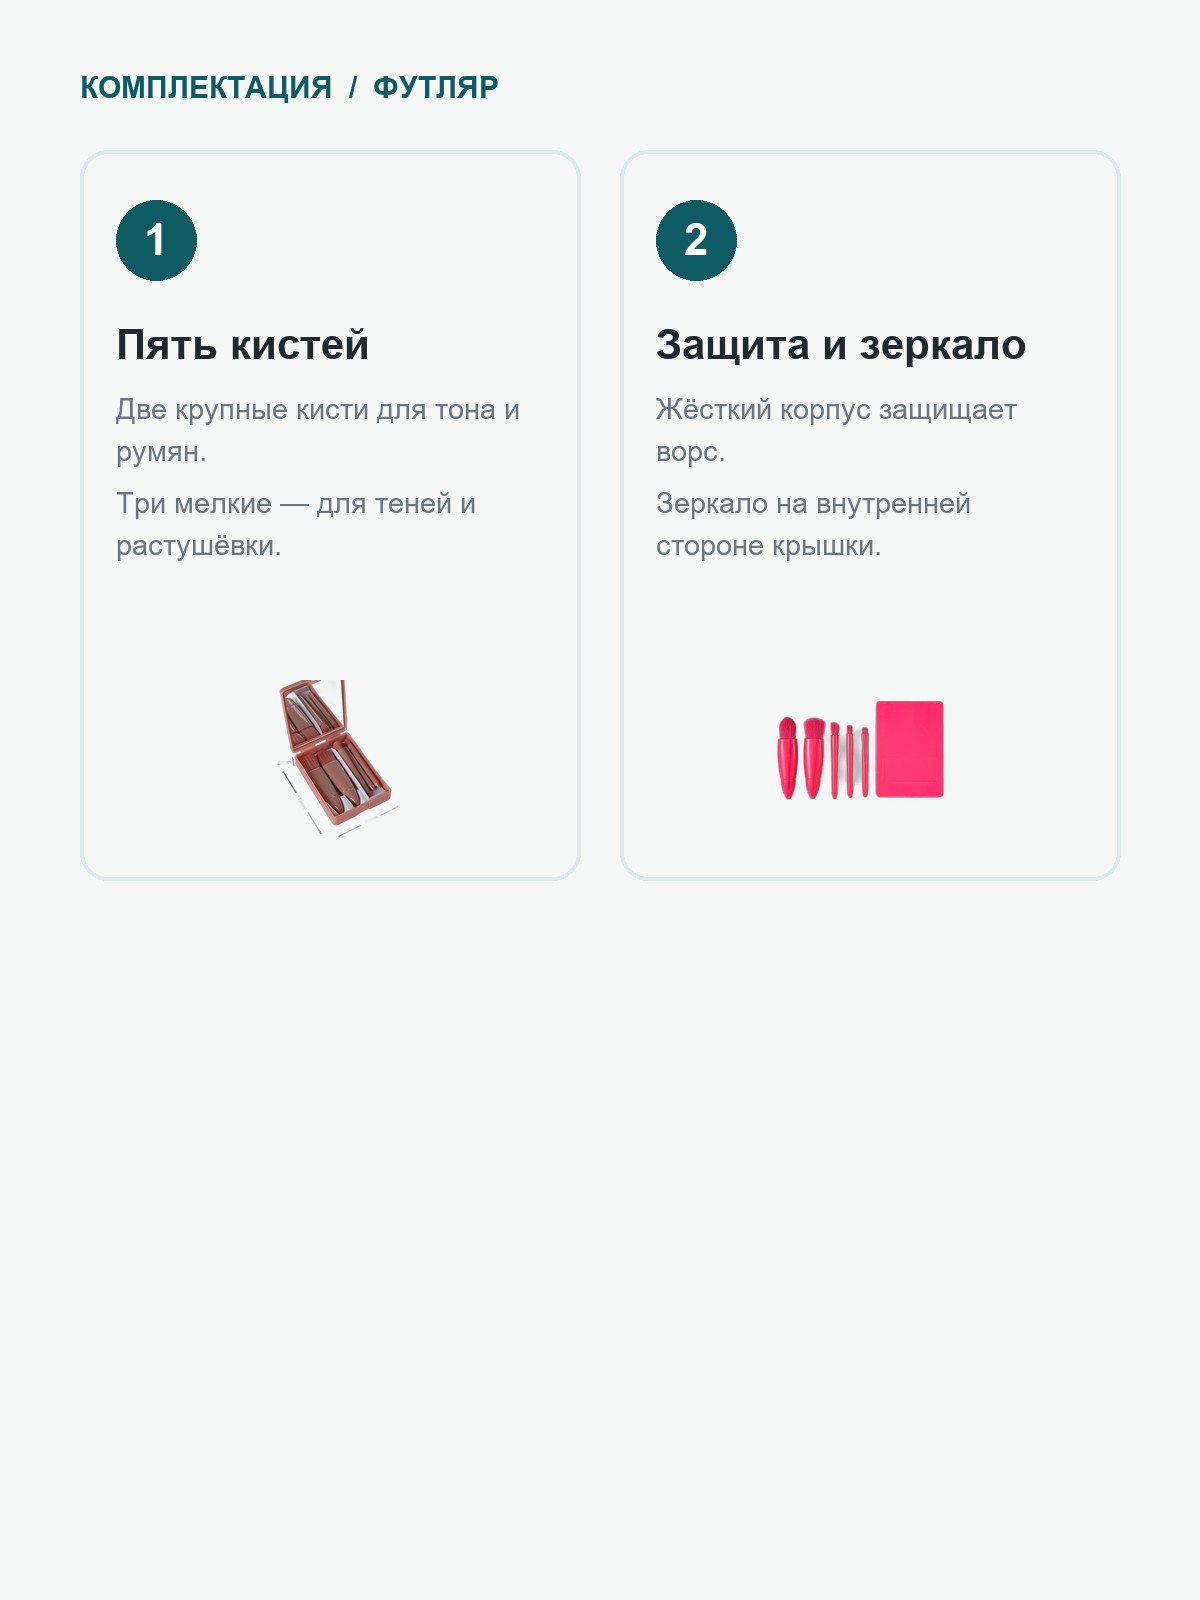 КОМПЛЕКТАЦИЯ / ФУТЛЯР
1
Пять кистей
Две крупные кисти для тона и
румян.
Три мелкие — для теней и
растушёвки.
2
Защита и зеркало
Жёсткий корпус защищает
ворс.
Зеркало на внутренней
стороне крышки.